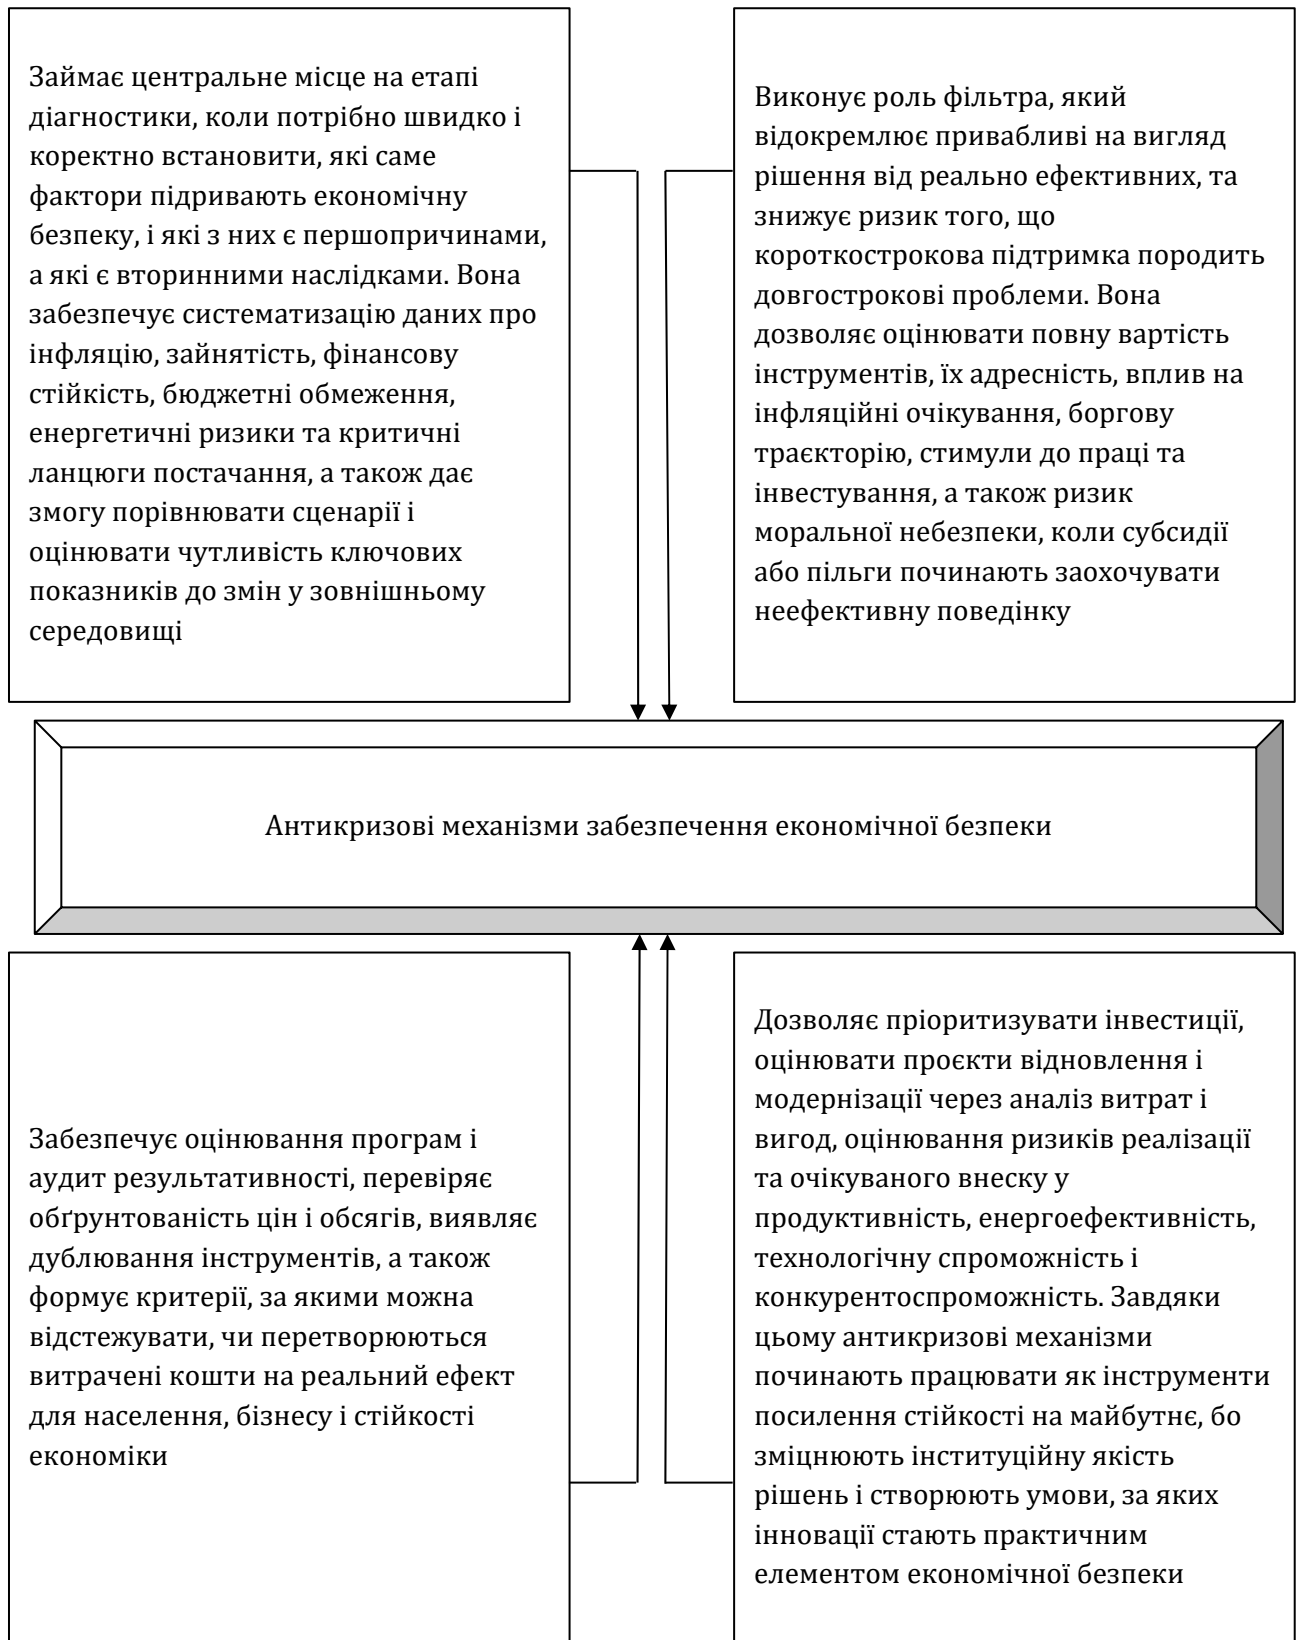 Займає центральне місце на етапі
діагностики, коли потрібно швидко і
коректно встановити, які саме
фактори підривають економічну
безпеку, і які з них є першопричинами,
а які є вторинними наслідками. Вона
забезпечує систематизацію даних про
інфляцію, зайнятість, фінансову
стійкість, бюджетні обмеження,
енергетичні ризики та критичні
ланцюги постачання, а також дає
змогу порівнювати сценарії і
оцінювати чутливість ключових
показників до змін у зовнішньому
середовищі
Виконує роль фільтра, який
відокремлює привабливі на вигляд
рішення від реально ефективних, та
знижує ризик того, що
короткострокова підтримка породить
довгострокові проблеми. Вона
дозволяє оцінювати повну вартість
інструментів, їх адресність, вплив на
інфляційні очікування, боргову
траєкторію, стимули до праці та
інвестування, а також ризик
моральної небезпеки, коли субсидії
або пільги починають заохочувати
неефективну поведінку
Антикризові механізми забезпечення економічної безпеки
Забезпечує оцінювання програм і
аудит результативності, перевіряє
обґрунтованість цін і обсягів, виявляє
дублювання інструментів, а також
формує критерії, за якими можна
відстежувати, чи перетворюються
витрачені кошти на реальний ефект
для населення, бізнесу і стійкості
економіки
Дозволяє пріоритизувати інвестиції,
оцінювати проєкти відновлення і
модернізації через аналіз витрат і
вигод, оцінювання ризиків реалізації
та очікуваного внеску у
продуктивність, енергоефективність,
технологічну спроможність і
конкурентоспроможність. Завдяки
цьому антикризові механізми
починають працювати як інструменти
посилення стійкості на майбутнє, бо
зміцнюють інституційну якість
рішень і створюють умови, за яких
інновації стають практичним
елементом економічної безпеки